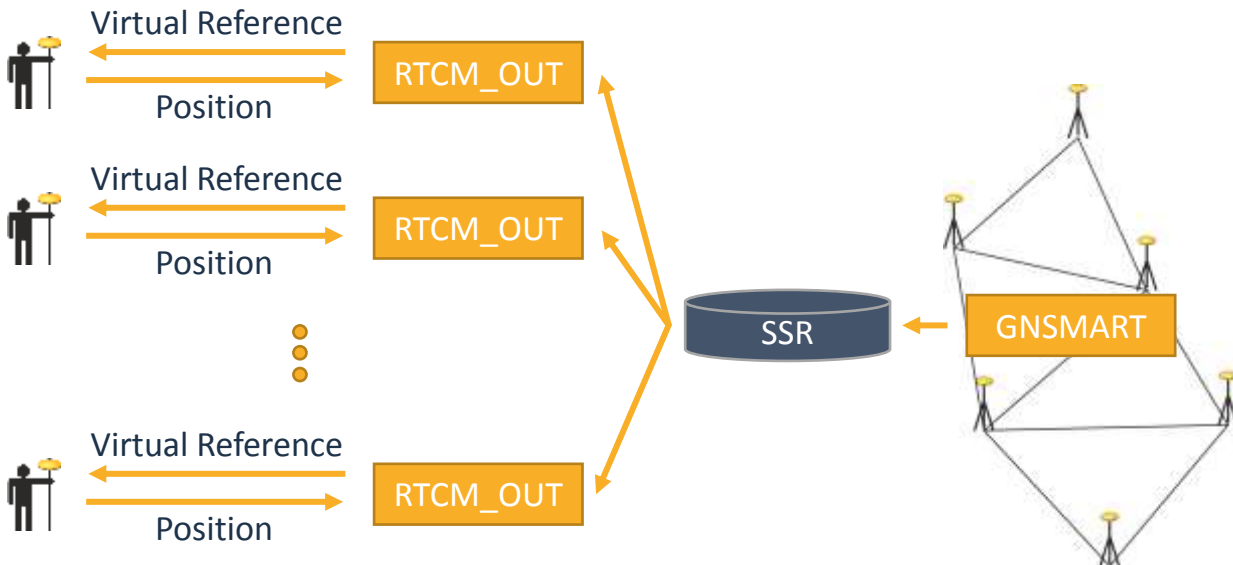 Virtual Reference
RTCM_OUT
Position
Virtual Reference
RTCM_OUT
Position
SSR
GNSMART
Virtual Reference
RTCM_OUT
Position